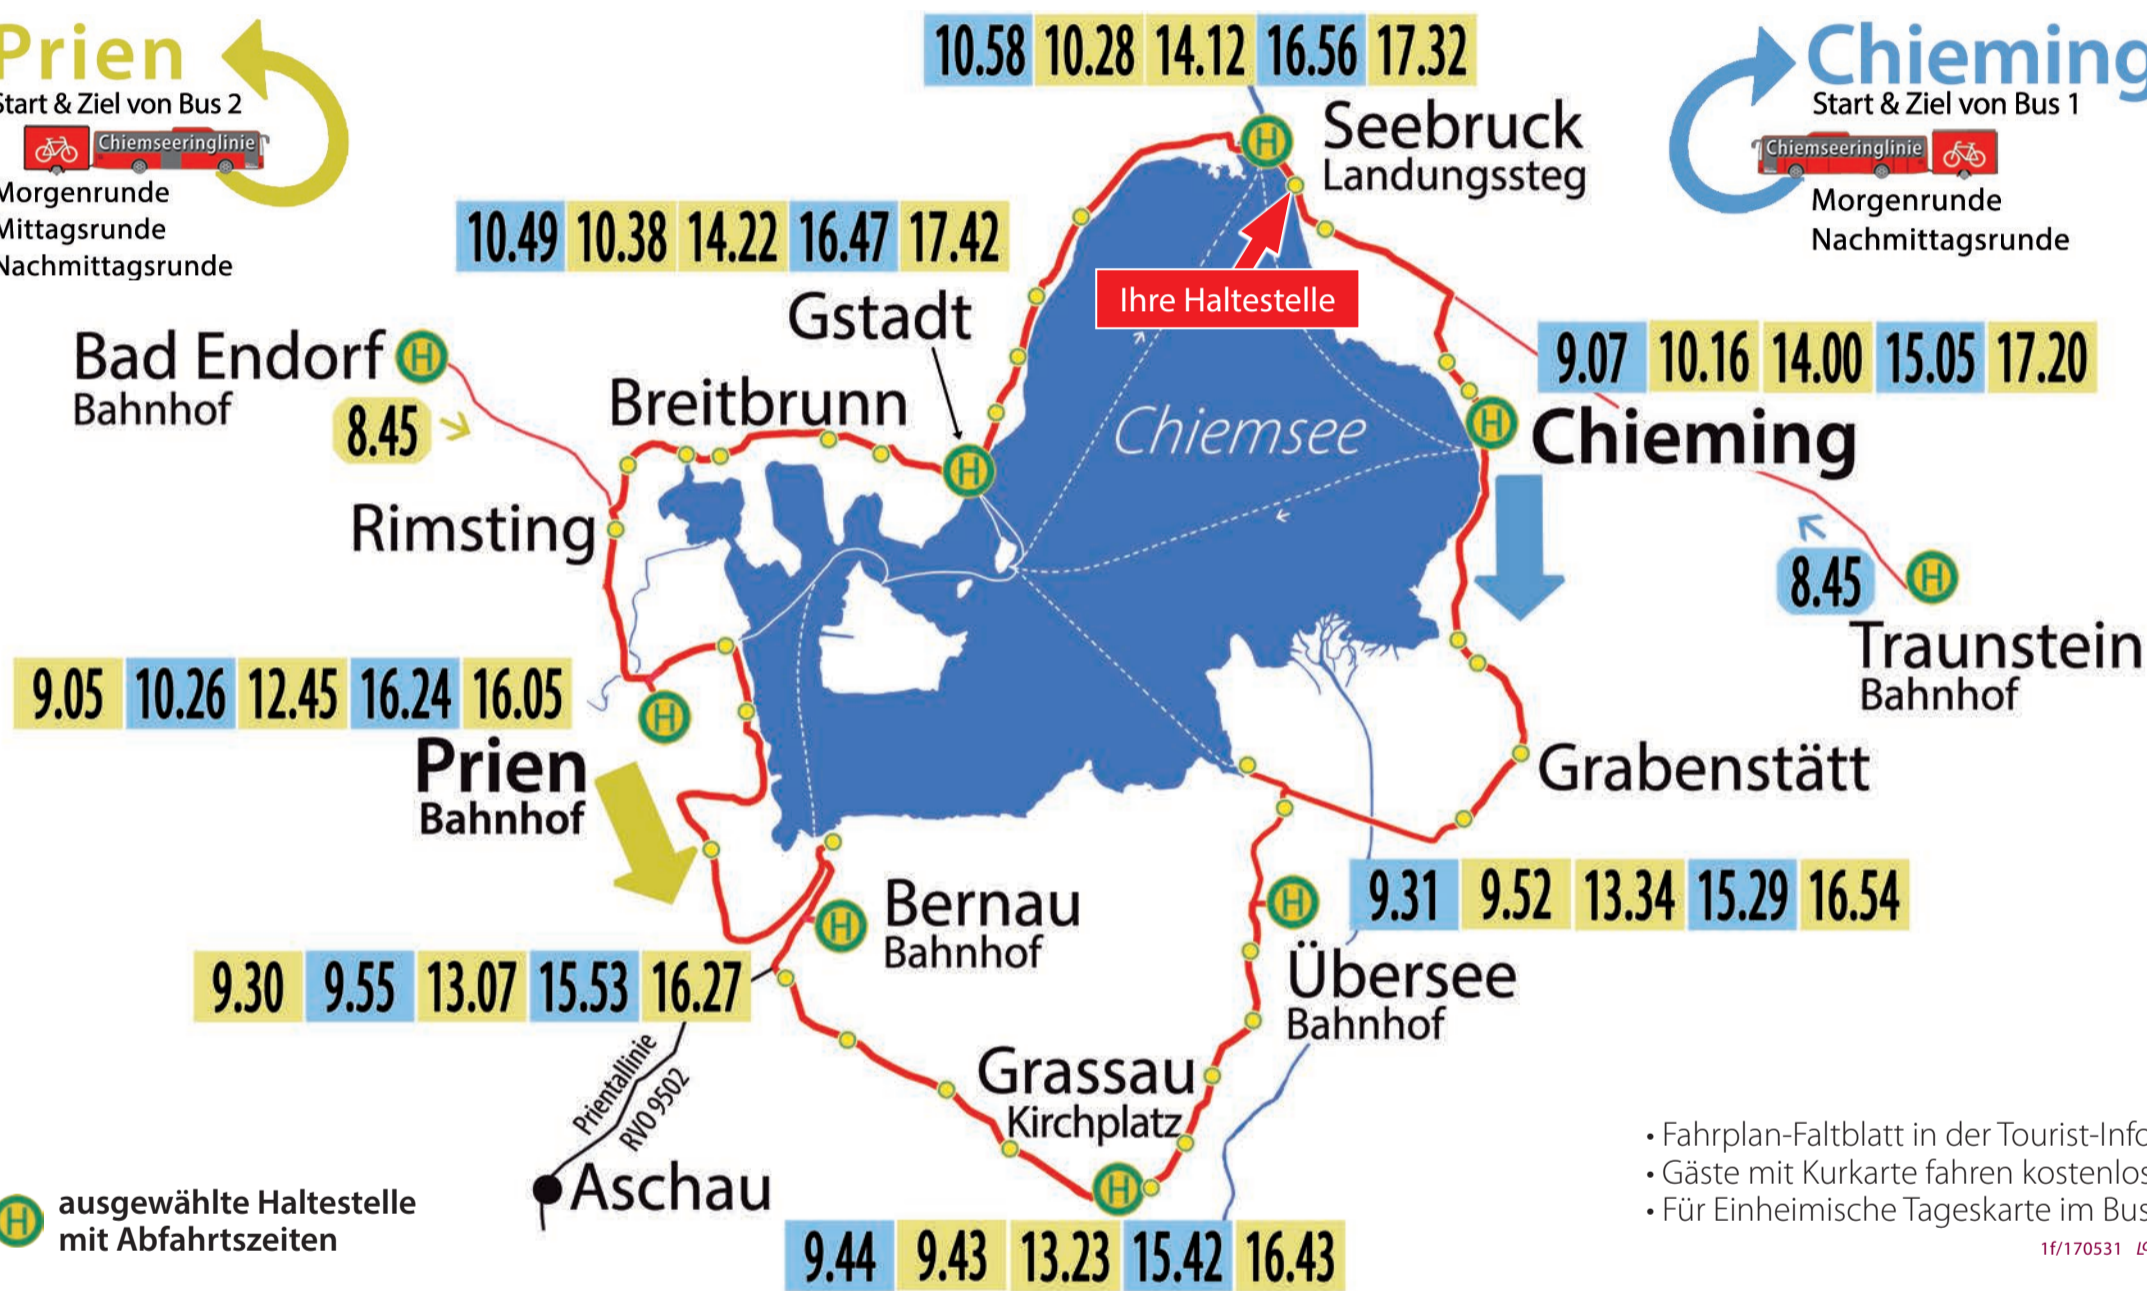 10.58 10.28 14.12 16.56 17.32
Prien
Start & Ziel von Bus 2
Chiemseeringlinie
Morgenrunde
Mittagsrunde
Nachmittagsrunde
Chieming
Start & Ziel von Bus 1
Chiemseeringlinie
Morgenrunde
Nachmittagsrunde
H
Seebruck
Landungssteg
10.49 10.38 14.22 16.47 17.42
Gstadt
H
Ihre Haltestelle
Bad Endorf H
Bahnhof
8.45
Breitbrunn
Chiemsee
9.07 10.16 14.00 15.05 17.20
H Chieming
Rimsting
8.45 H
Traunstein
Bahnhof
9.05 10.26 12.45 16.24 16.05
H
Prien
Bahnhof
Grabenstätt
H Bernau
Bahnhof
9.30 9.55 13.07 15.53 16.27
H 9.31 9.52 13.34 15.29 16.54
Übersee
Bahnhof
Prientallinie
RVO 9502
Aschau
Grassau
Kirchplatz
H
9.44 9.43 13.23 15.42 16.43
H ausgewählte Haltestelle
mit Abfahrtszeiten
• Fahrplan-Faltblatt in der Tourist-Info
• Gäste mit Kurkarte fahren kostenlos
• Für Einheimische Tageskarte im Bus
1f/170531